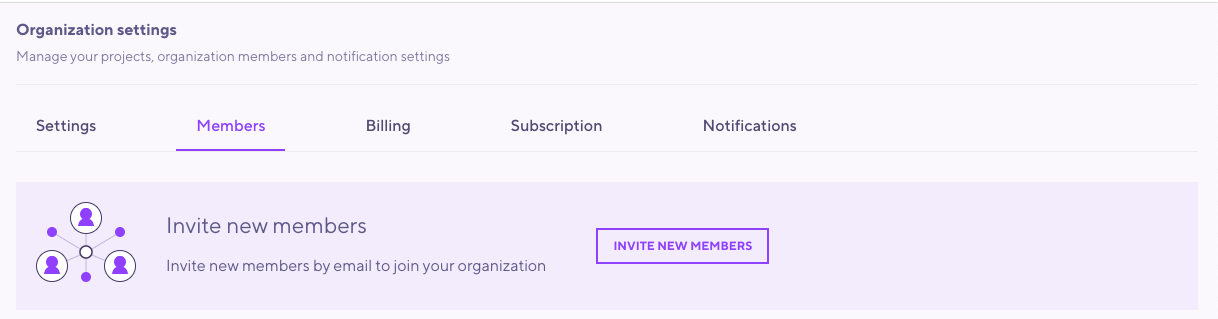 Organization settings
Manage your projects, organization members and notification settings
Settings
Members
Billing
Subscription
Notifications
Invite new members
Invite new members by email to join your organization
INVITE NEW MEMBERS